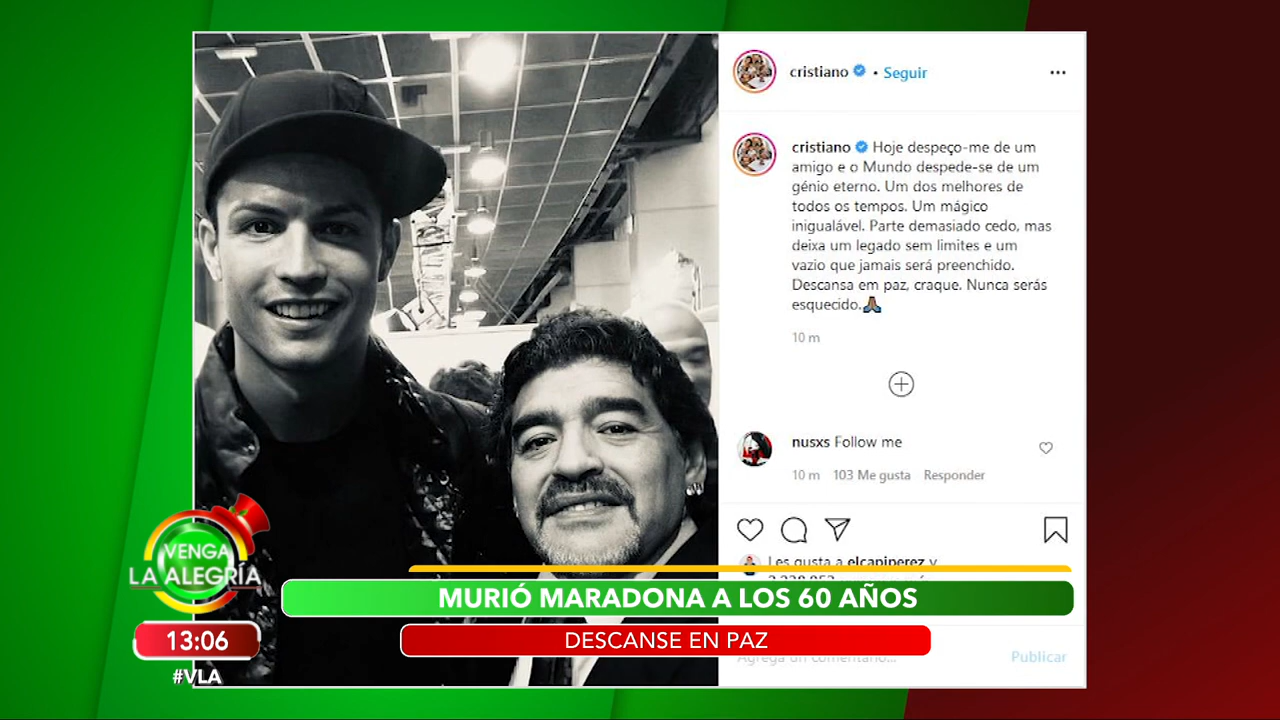 cristiano • Seguir
cristiano Hoje despeço-me de um
amigo e o Mundo despede-se de um
génio eterno. Um dos melhores de
todos os tempos. Um mágico
inigualável. Parte demasiado cedo, mas
deixa um legado sem limites e um
vazio que jamais será preenchido.
Descansa em paz, craque. Nunca serás
esquecido.🙏🏽
10 m
nusxs Follow me
10 m 103 Me gusta Responder
Les gusta a elcapiperez y
VENGA
LA ALEGRÍA
MURIÓ MARADONA A LOS 60 AÑOS
13:06
DESCANSE EN PAZ
Agrega un comentario...
Publicar
#VLA